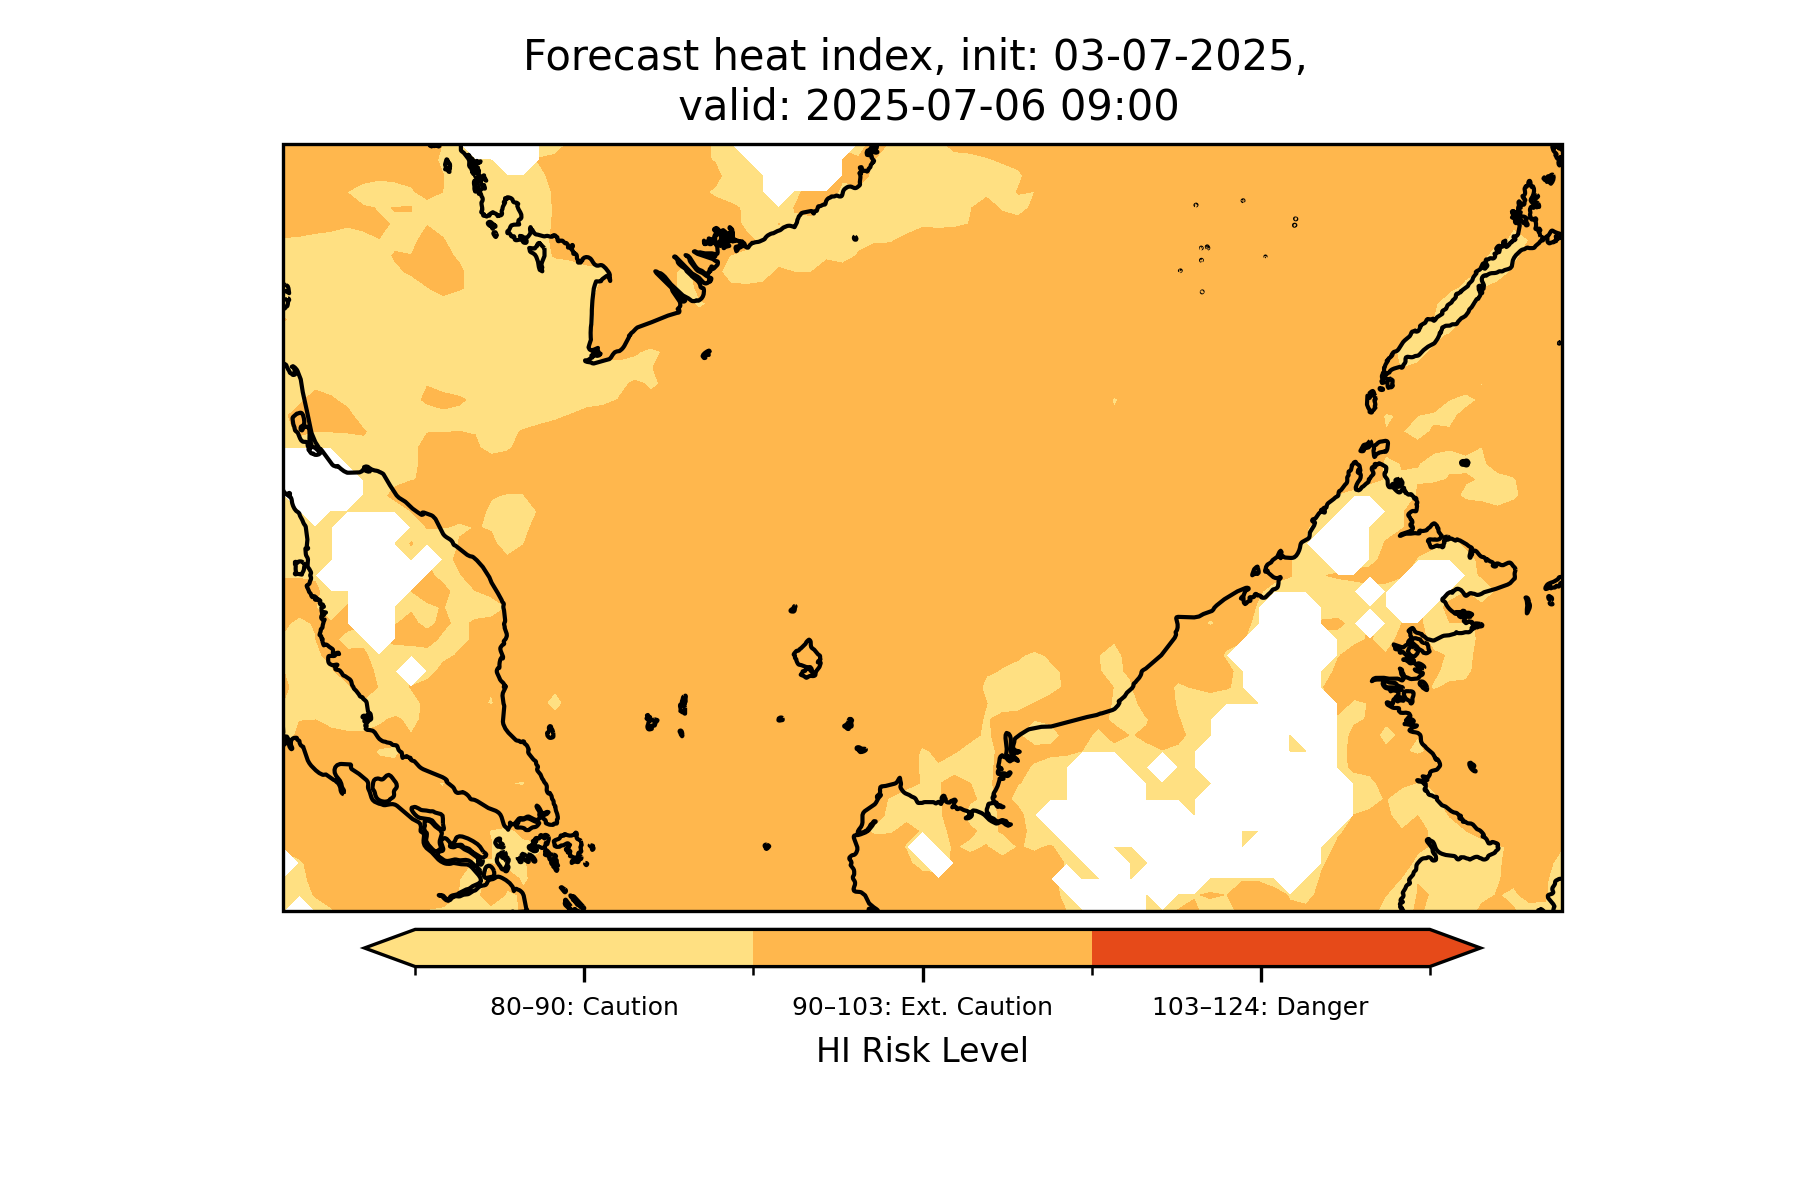 Forecast heat index, init: 03-07-2025,
valid: 2025-07-06 09:00
80–90: Caution
90–103: Ext. Caution
103–124: Danger
HI Risk Level